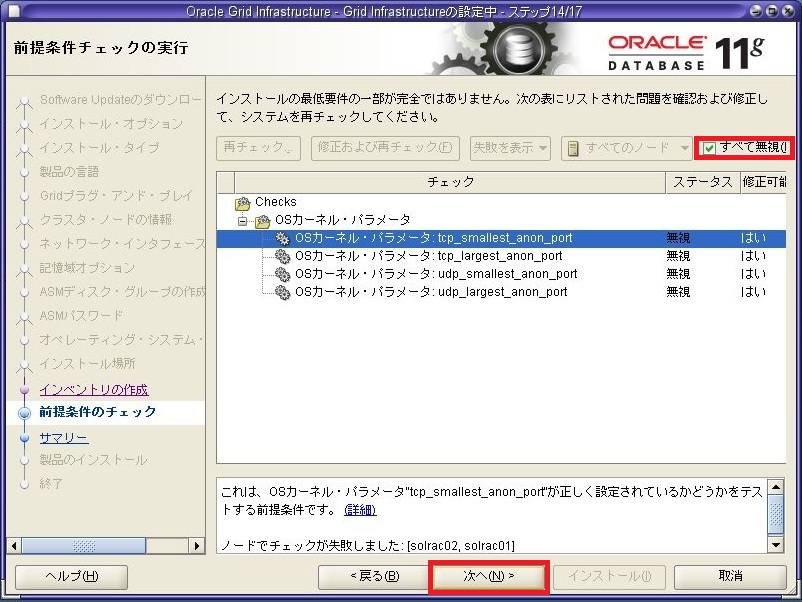 Oracle Grid Infrastructure - Grid Infrastructureの設定中 - ステップ14/17
前提条件チェックの実行
ORACLE
DATABASE
11g
Software Updateのダウンロー
インストール・オプション
インストール・タイプ
製品の言語
Gridプラグ・アンド・プレイ
クラスタ・ノードの情報
ネットワーク・インタフェース
記憶域オプション
ASMディスク・グループの作成
ASMパスワード
オペレーティング・システム・
インストール場所
インベントリの作成
前提条件のチェック
サマリー
製品のインストール
終了
インストールの最低要件の一部が完全ではありません。次の表にリストされた問題を確認および修正し
て、システムを再チェックしてください。
再チェック... 修正および再チェック(F) 失敗を表示 すべてのノード すべて無視(I
チェック ステータス 修正可能
Checks
OSカーネル・パラメータ
OSカーネル・パラメータ: tcp_smallest_anon_port 無視 はい
OSカーネル・パラメータ: tcp_largest_anon_port 無視 はい
OSカーネル・パラメータ: udp_smallest_anon_port 無視 はい
OSカーネル・パラメータ: udp_largest_anon_port 無視 はい
これは、OSカーネル・パラメータ"tcp_smallest_anon_port"が正しく設定されているかどうかをテス
トする前提条件です。 (詳細)
ノードでチェックが失敗しました: [solrac02, solrac01]
ヘルプ(H) < 戻る(B) 次へ(N) > インストール(I) 取消